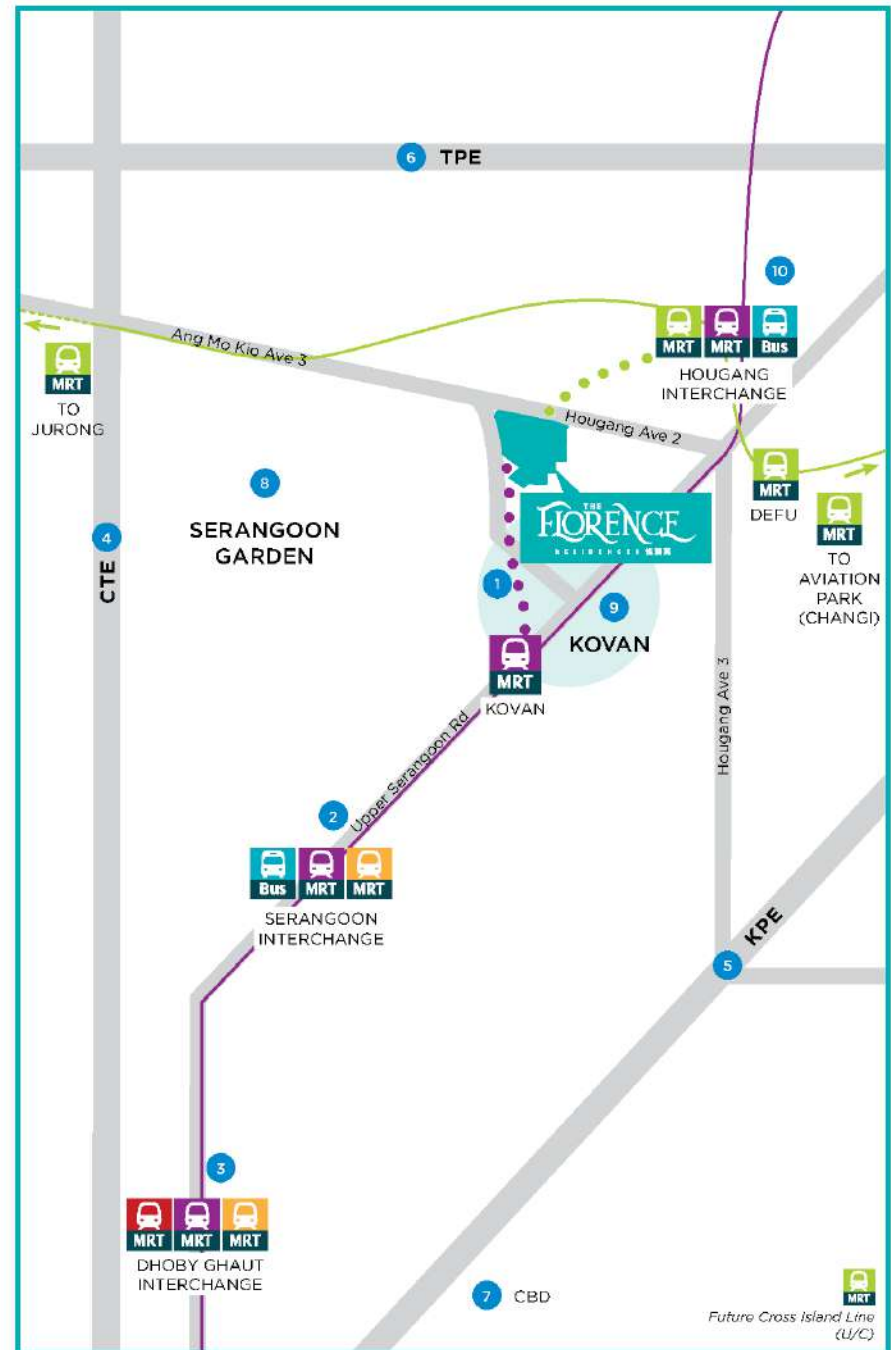 6 TPE
10
MRT MRT Bus
HOUGANG
INTERCHANGE
Ang Mo Kio Ave 3
MRT
TO
JURONG
Hougang Ave 2
8
SERANGOON
GARDEN
4
CTE
THE
FLORENCE
RESIDENCES
MRT
DEFU
MRT
TO
AVIATION
PARK
(CHANGI)
1
9
KOVAN
MRT
KOVAN
Hougang Ave 3
Upper Serangoon Rd
2
Bus MRT MRT
SERANGOON
INTERCHANGE
KPE
5
3
MRT MRT MRT
DHOBY GHAUT
INTERCHANGE
7 CBD
MRT
Future Cross Island Line
(U/C)